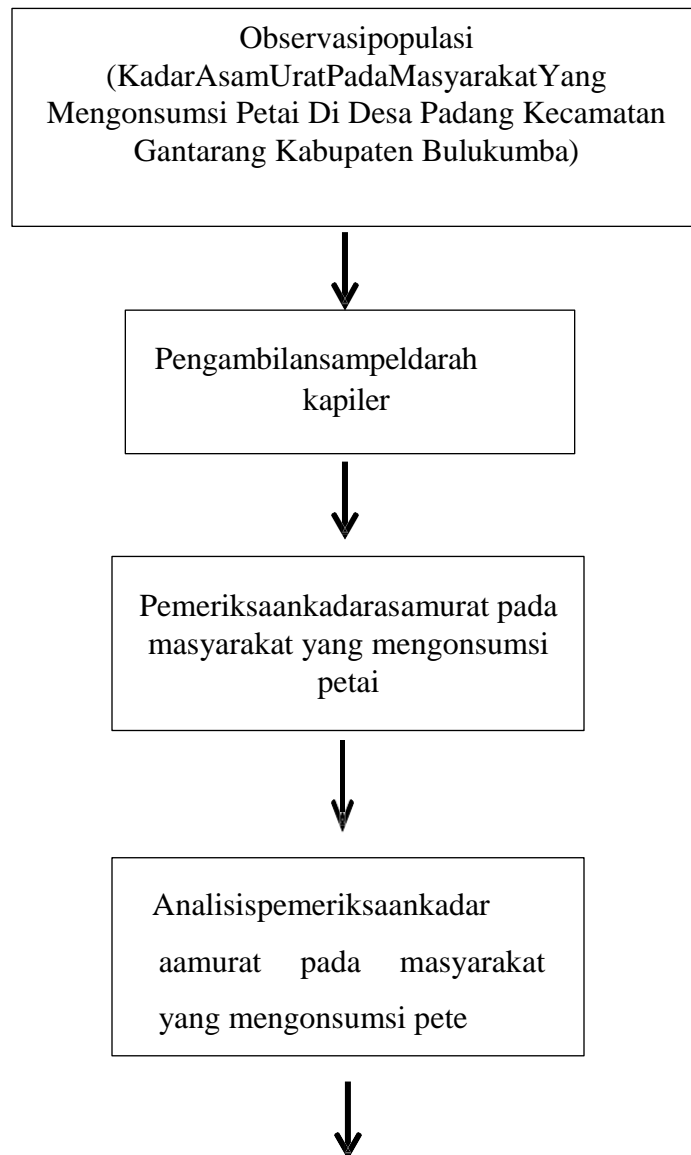 Observasipopulasi
(KadarAsamUratPadaMasyarakatYang
Mengonsumsi Petai Di Desa Padang Kecamatan
Gantarang Kabupaten Bulukumba)
Pengambilansampeldarah
kapiler
Pemeriksaankadarasamurat pada
masyarakat yang mengonsumsi
petai
Analisispemeriksaankadar
aamurat pada masyarakat
yang mengonsumsi pete